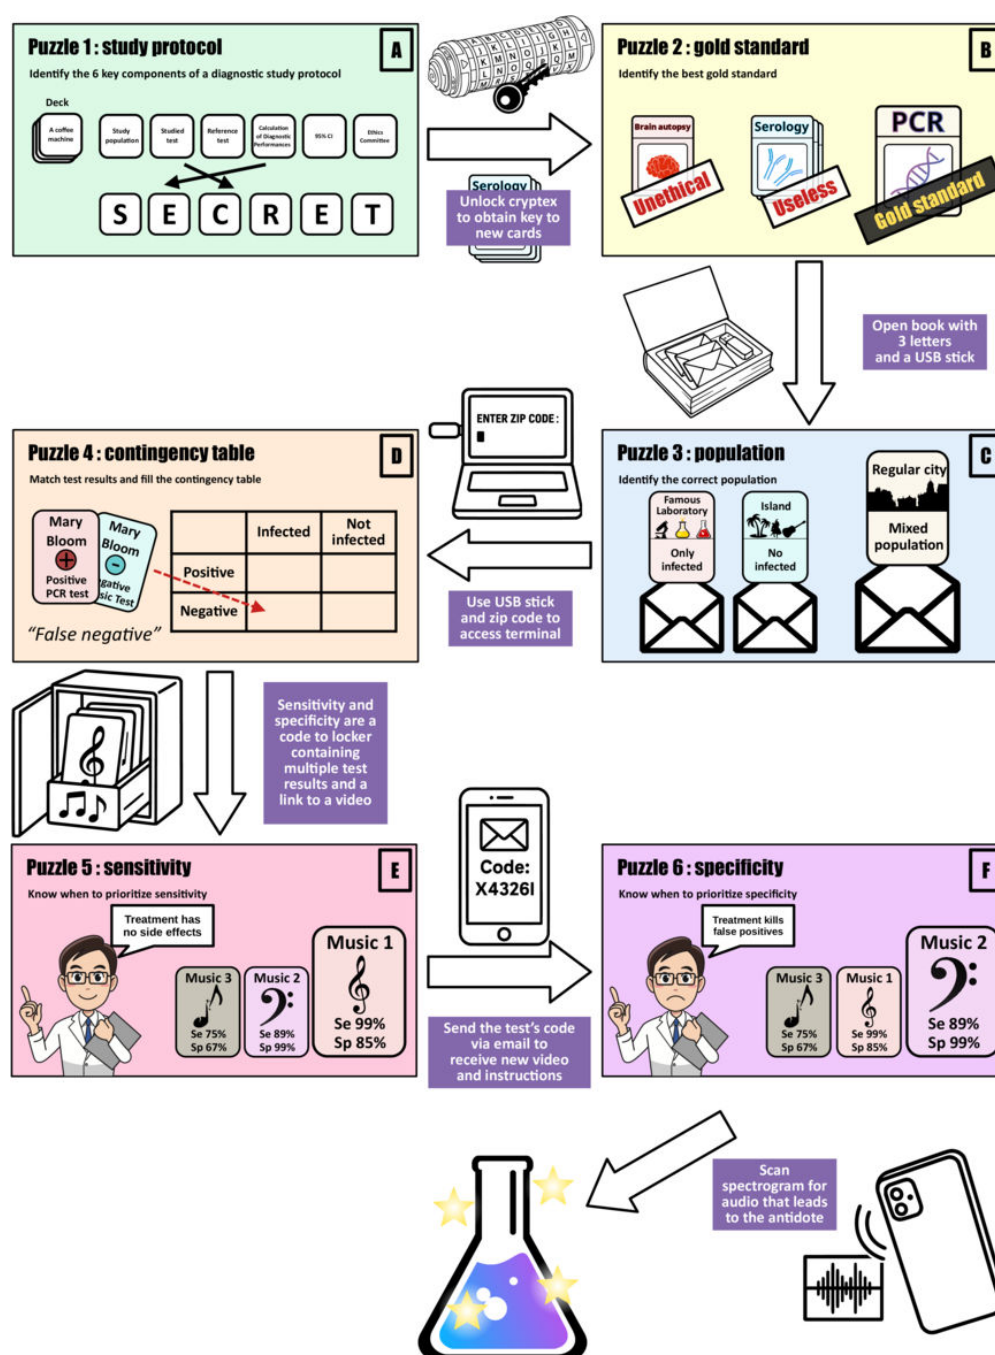 Puzzle 1 : study protocol
A
Identify the 6 key components of a diagnostic study protocol
Deck
A coffee
machine
Study
population
Studied
test
Reference
test
Calculation
of Diagnostic
Performances
95% CI
Ethics
Committee
S E C R E T
Serology
Unlock cryptex
to obtain key to
new cards
Puzzle 2 : gold standard
B
Identify the best gold standard
Brain autopsy
Unethical
Serology
Useless
PCR
Gold standard
Open book with
3 letters
and a USB stick
Puzzle 3 : population
C
Identify the correct population
Famous
Laboratory
Only
infected
Island
No
infected
Regular city
Mixed
population
ENTER ZIP CODE :
Use USB stick
and zip code to
access terminal
Puzzle 4 : contingency table
D
Match test results and fill the contingency table
Mary
Bloom
+
Positive
PCR test
Mary
Bloom
-
gative
sic Test
"False negative"
Infected
Not
infected
Positive
Negative
Sensitivity and
specificity are a
code to locker
containing
multiple test
results and a
link to a video
Puzzle 5 : sensitivity
E
Know when to prioritize sensitivity
Treatment has
no side effects
Music 3
Se 75%
Sp 67%
Music 2
Se 89%
Sp 99%
Music 1
Se 99%
Sp 85%
Code:
X4326I
Send the test's code
via email to
receive new video
and instructions
Puzzle 6 : specificity
F
Know when to prioritize specificity
Treatment kills
false positives
Music 3
Se 75%
Sp 67%
Music 1
Se 99%
Sp 85%
Music 2
Se 89%
Sp 99%
Scan
spectrogram for
audio that leads
to the antidote